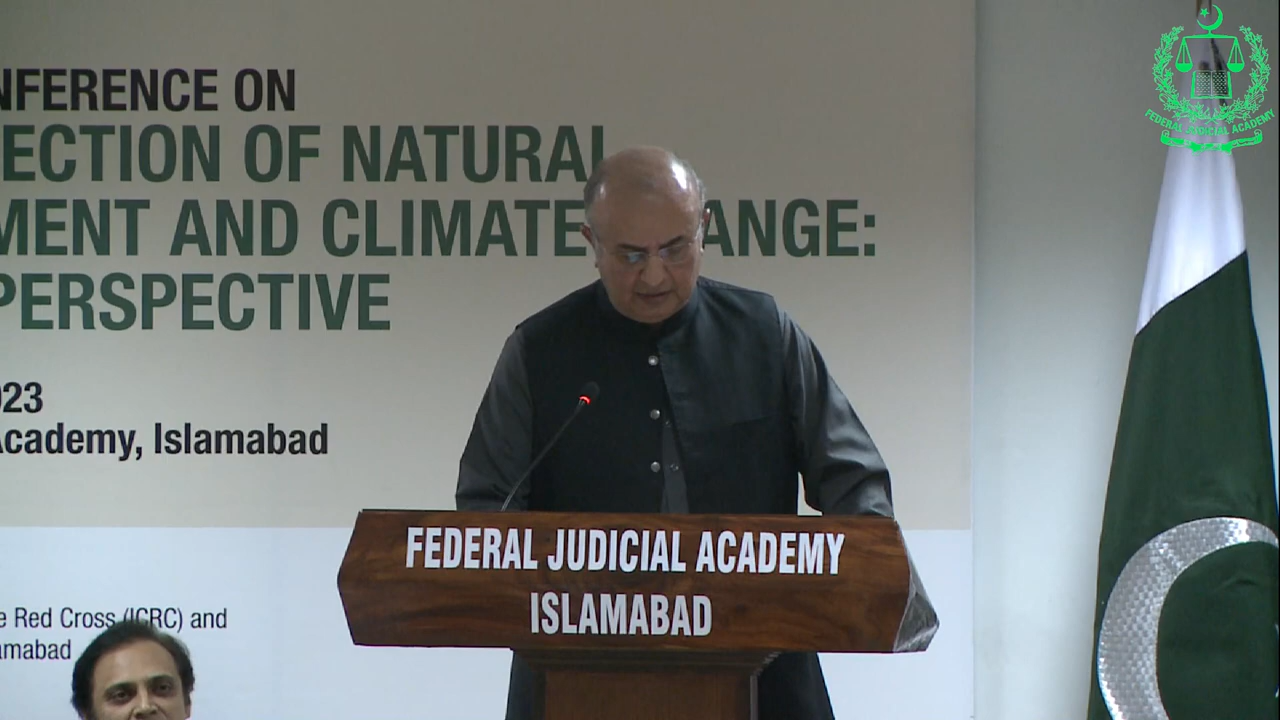 NFERENCE ON
ECTION OF NATURAL
MENT AND CLIMATE ANGE:
PERSPECTIVE
023
Academy, Islamabad
e Red Cross (ICRC) and
amabad
FEDERAL JUDICIAL ACADEMY
ISLAMABAD
FEDERAL JUDICIAL ACADEMY